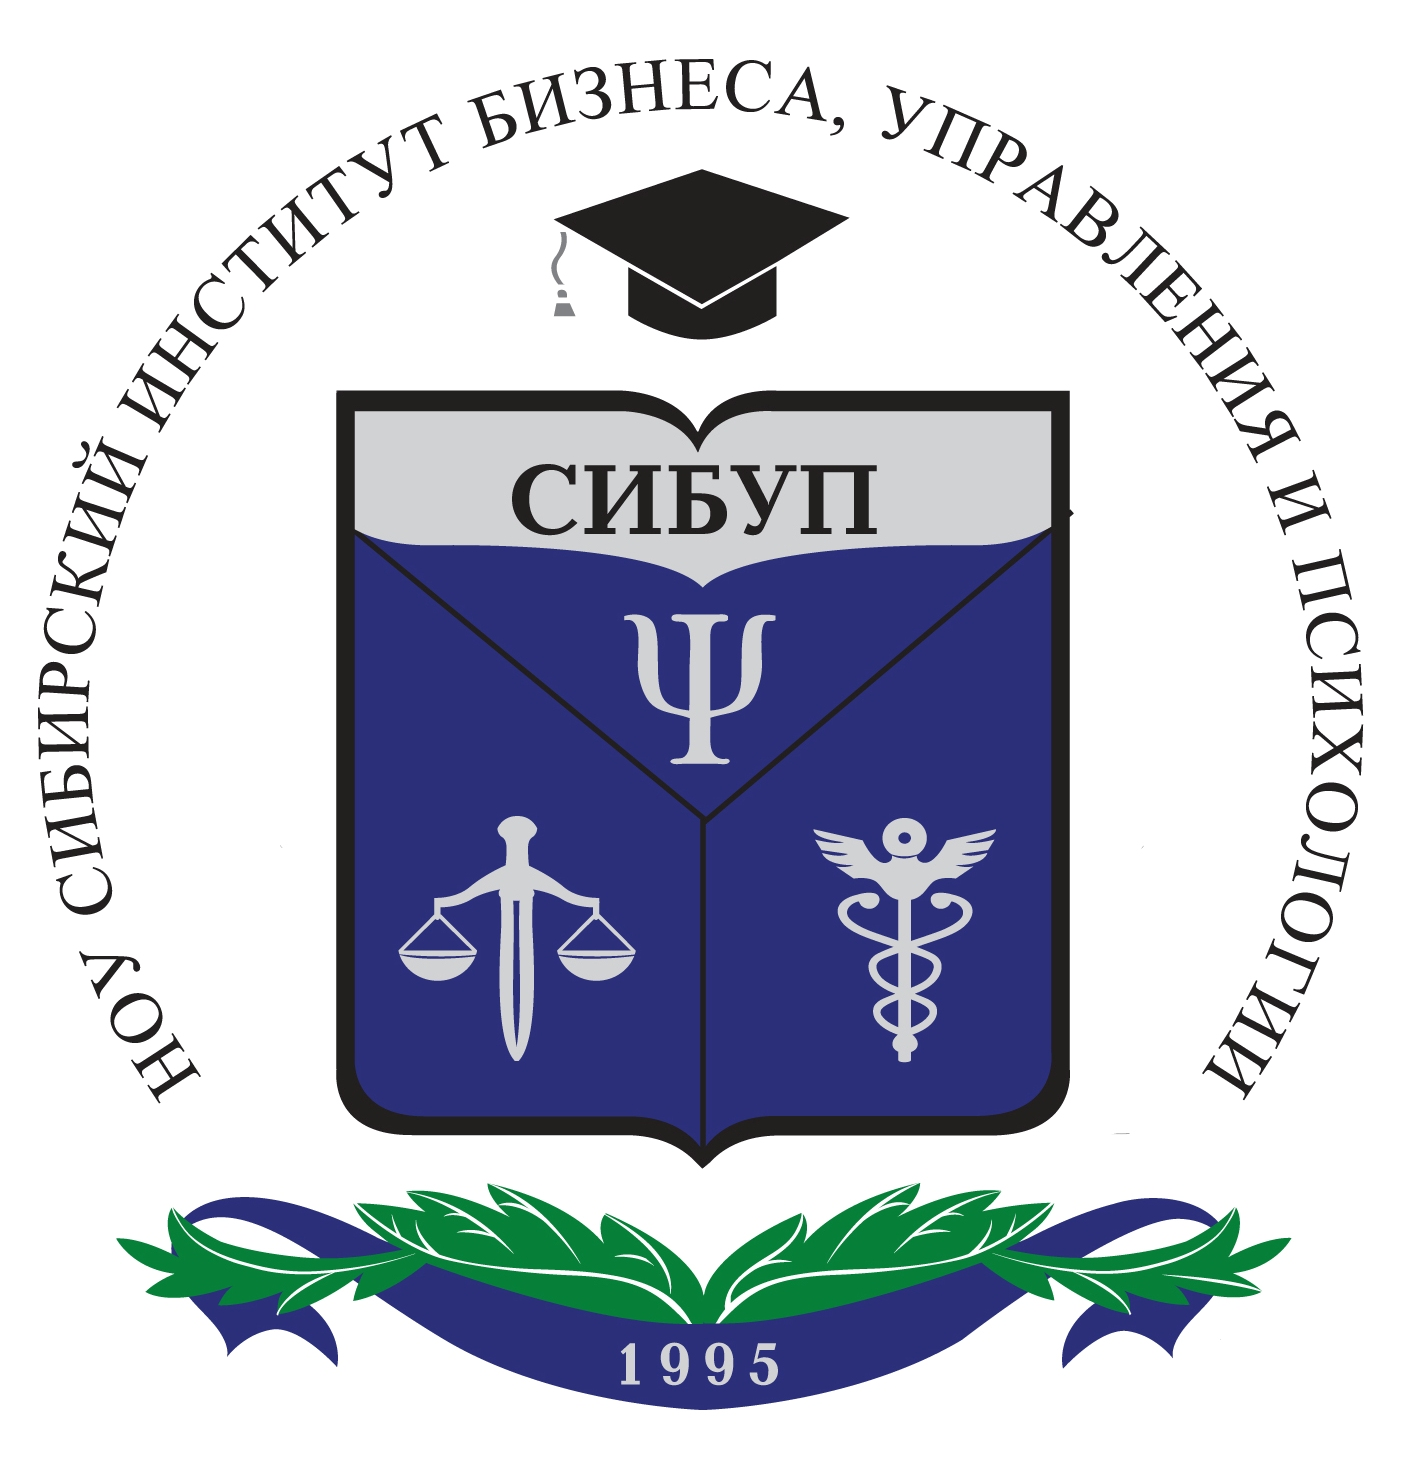 НОУ СИБИРСКИЙ ИНСТИТУТ БИЗНЕСА, УПРАВЛЕНИЯ И ПСИХОЛОГИИ
СИБУП
Ψ
1995